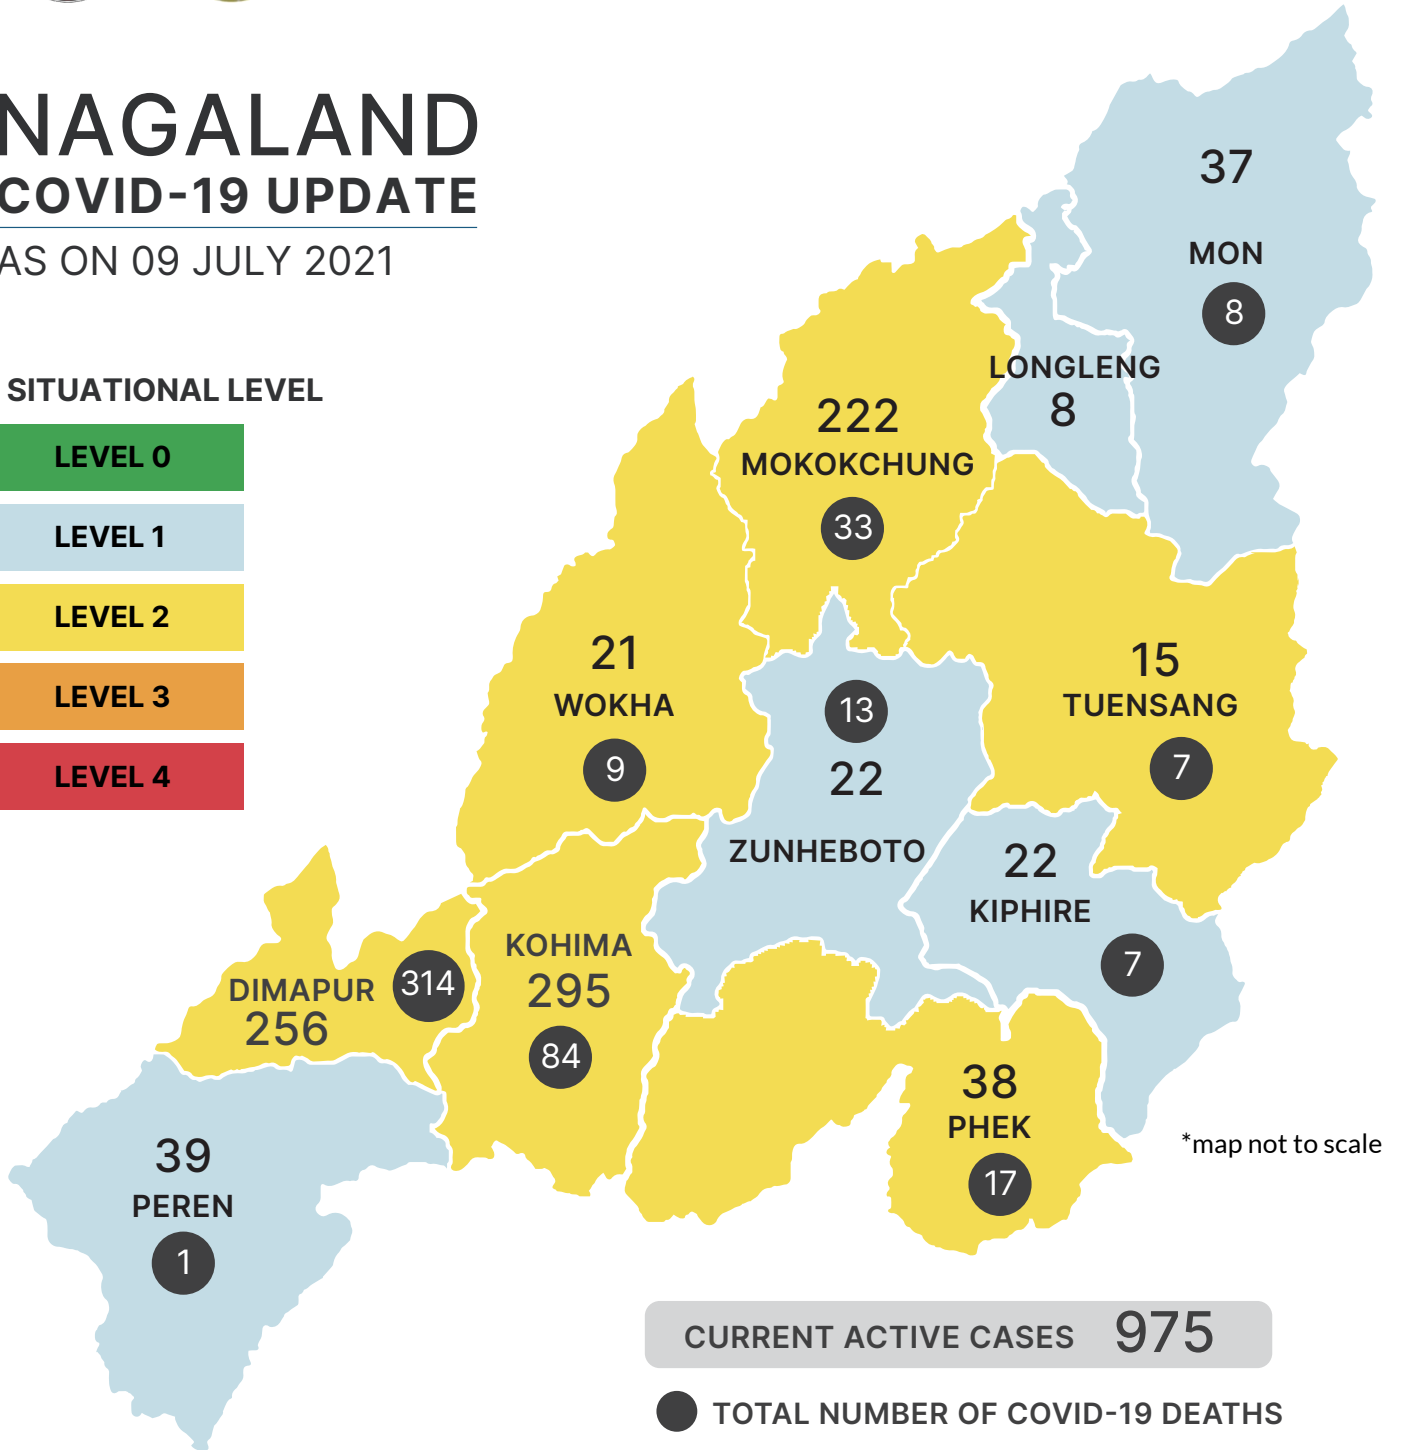 NAGALAND
COVID-19 UPDATE
AS ON 09 JULY 2021
SITUATIONAL LEVEL
LEVEL 0
LEVEL 1
LEVEL 2
LEVEL 3
LEVEL 4
37
MON
8
LONGLENG
8
222
MOKOKCHUNG
33
21
WOKHA
9
15
TUENSANG
7
13
22
ZUNHEBOTO
22
KIPHIRE
7
KOHIMA
295
84
DIMAPUR
256
314
38
PHEK
17
39
PEREN
1
*map not to scale
CURRENT ACTIVE CASES 975
TOTAL NUMBER OF COVID-19 DEATHS